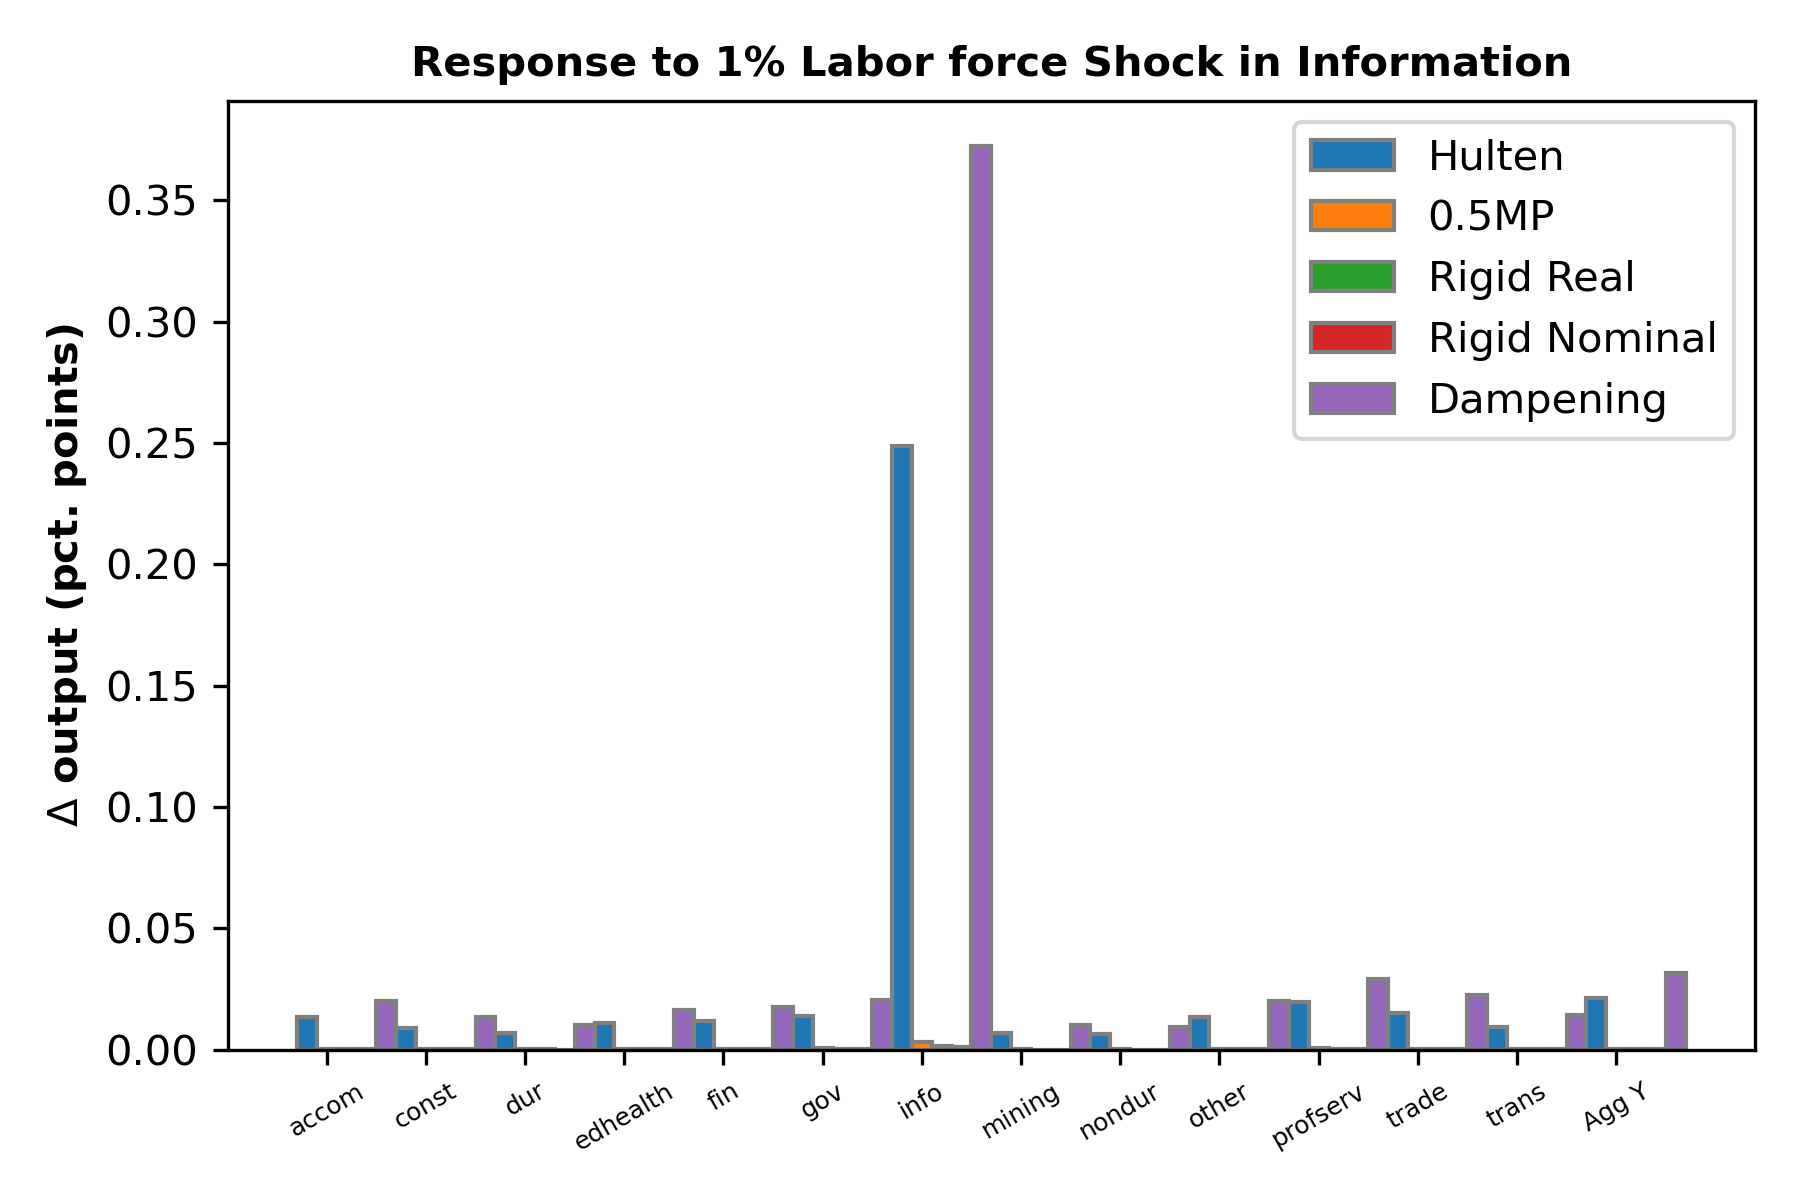 Response to 1% Labor force Shock in Information
Δ output (pct. points)
0.35
0.30
0.25
0.20
0.15
0.10
0.05
0.00
Hulten
0.5MP
Rigid Real
Rigid Nominal
Dampening
accom
const
dur
edhealth
fin
gov
info
mining
nondur
other
profserv
trade
trans
Agg Y